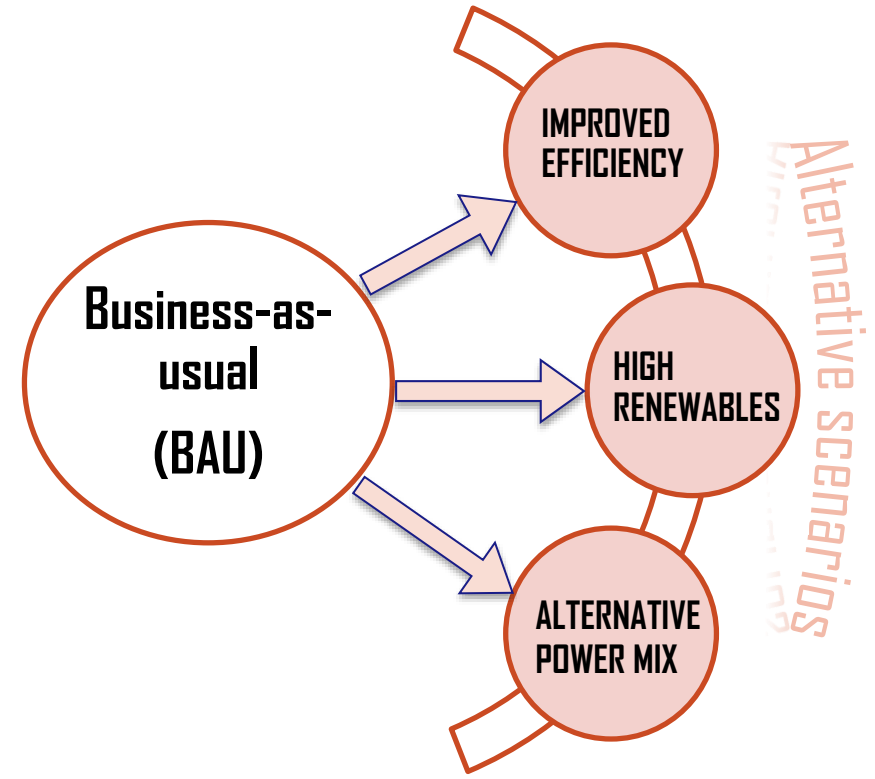 Business-as-
usual
(BAU)
IMPROVED
EFFICIENCY
HIGH
RENEWABLES
ALTERNATIVE
POWER MIX
Alternative scenarios